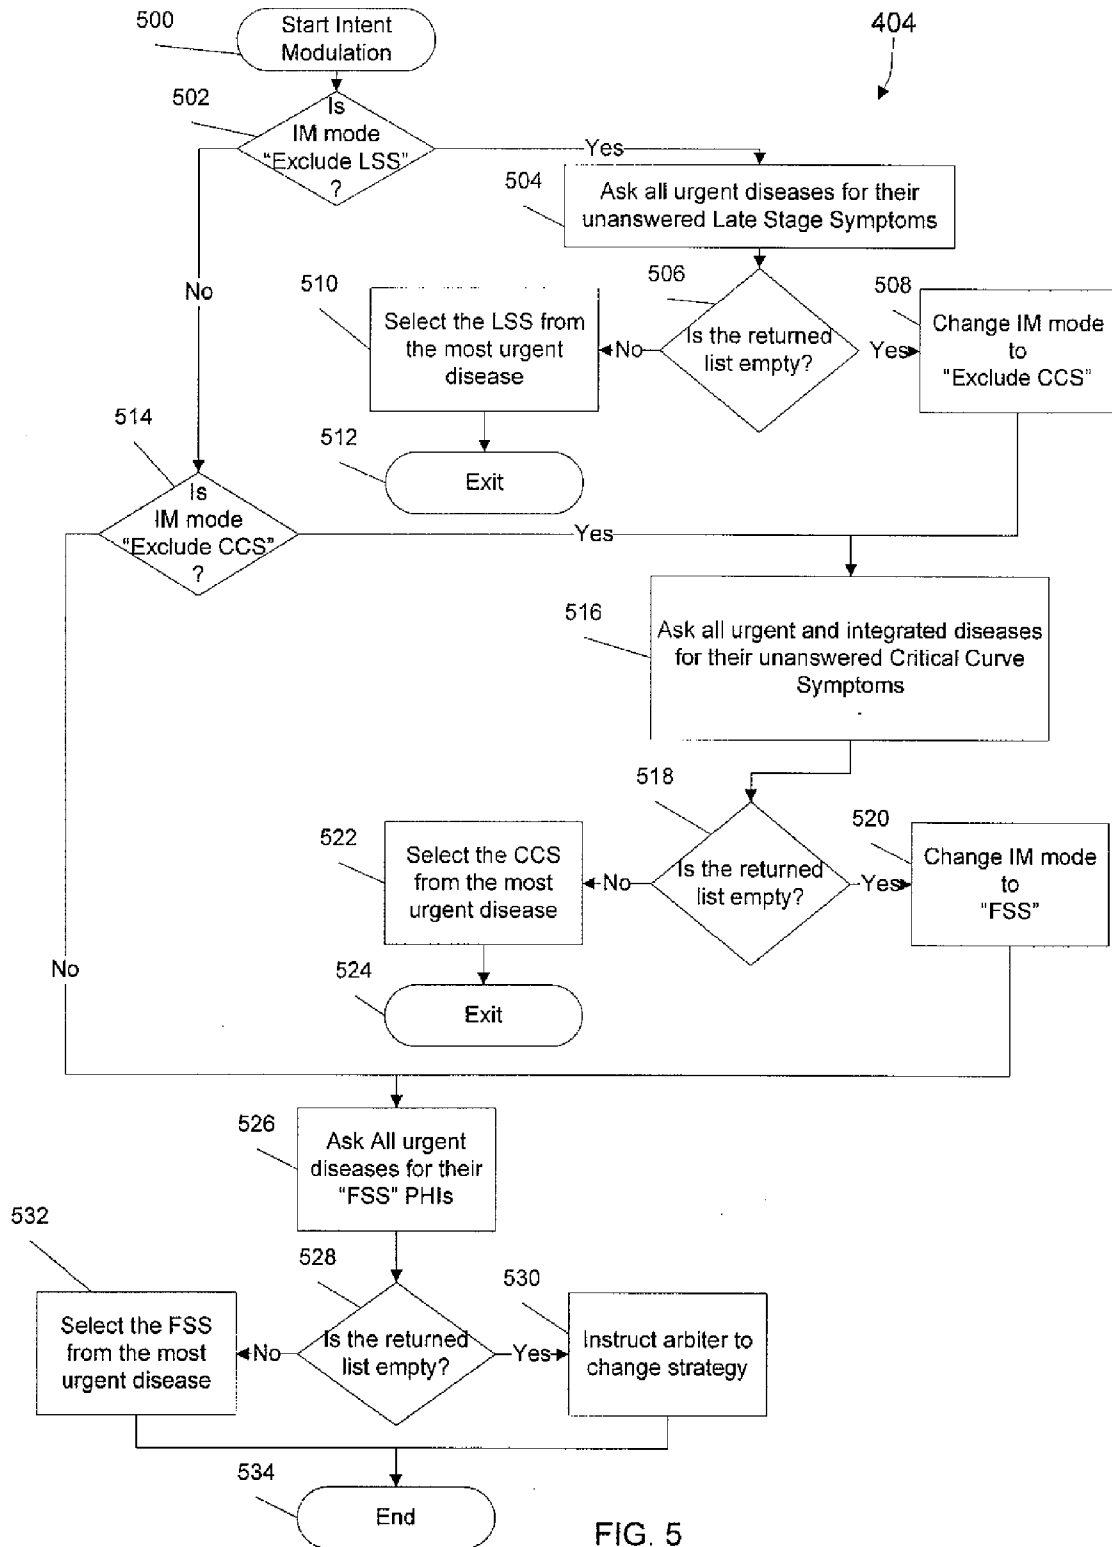 500
Start Intent
Modulation
404
502
Is
IM mode
"Exclude LSS"
?
Yes
504
Ask all urgent diseases for their
unanswered Late Stage Symptoms
No
506
Is the returned
list empty?
510
Select the LSS from
the most urgent
disease
No
Yes
508
Change IM mode
to
"Exclude CCS"
512
Exit
514
Is
IM mode
"Exclude CCS"
?
Yes
516
Ask all urgent and integrated diseases
for their unanswered Critical Curve
Symptoms
518
Is the returned
list empty?
522
Select the CCS
from the most
urgent disease
No
Yes
520
Change IM mode
to
"FSS"
No
524
Exit
526
Ask All urgent
diseases for their
"FSS" PHIs
532
Select the FSS
from the most
urgent disease
No
528
Is the returned
list empty?
Yes
530
Instruct arbiter to
change strategy
534
End
FIG. 5